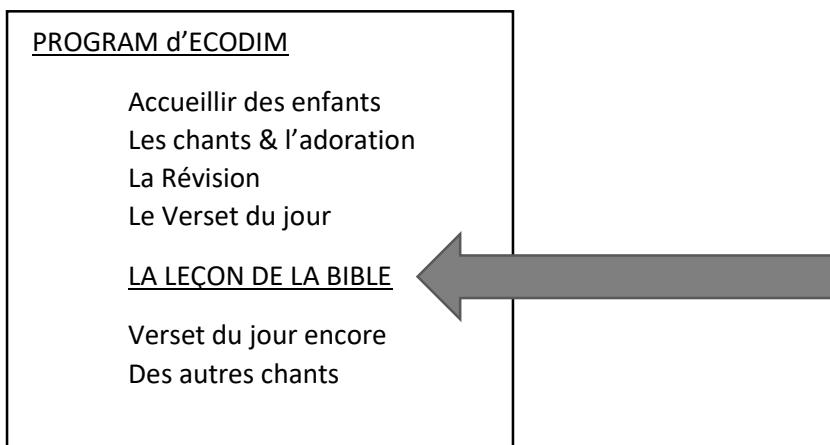 PROGRAM d’ECODIM
Accueillir des enfants
Les chants & l’adoration
La Révision
Le Verset du jour
LA LEÇON DE LA BIBLE
Verset du jour encore
Des autres chants